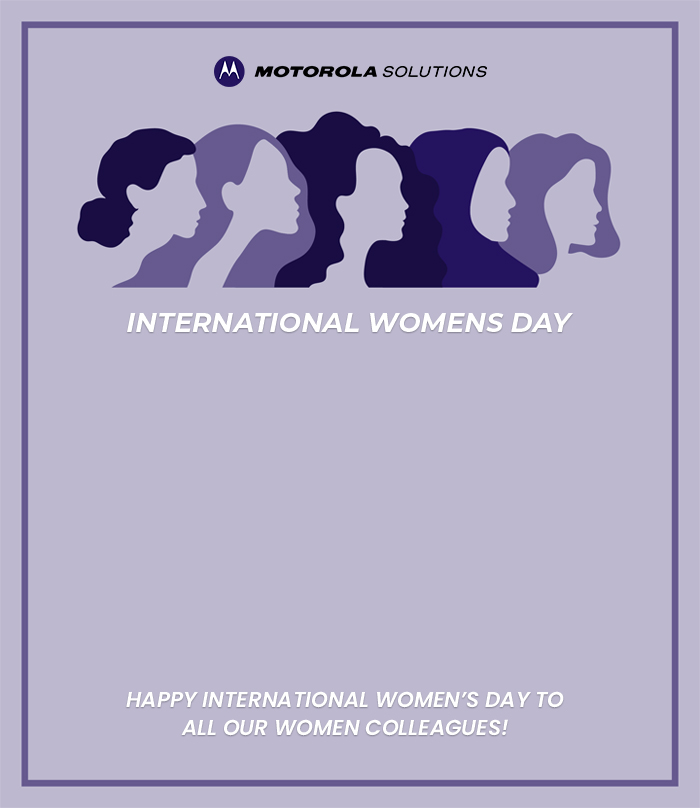 MOTOROLA SOLUTIONS
INTERNATIONAL WOMENS DAY
HAPPY INTERNATIONAL WOMEN’S DAY TO
ALL OUR WOMEN COLLEAGUES!